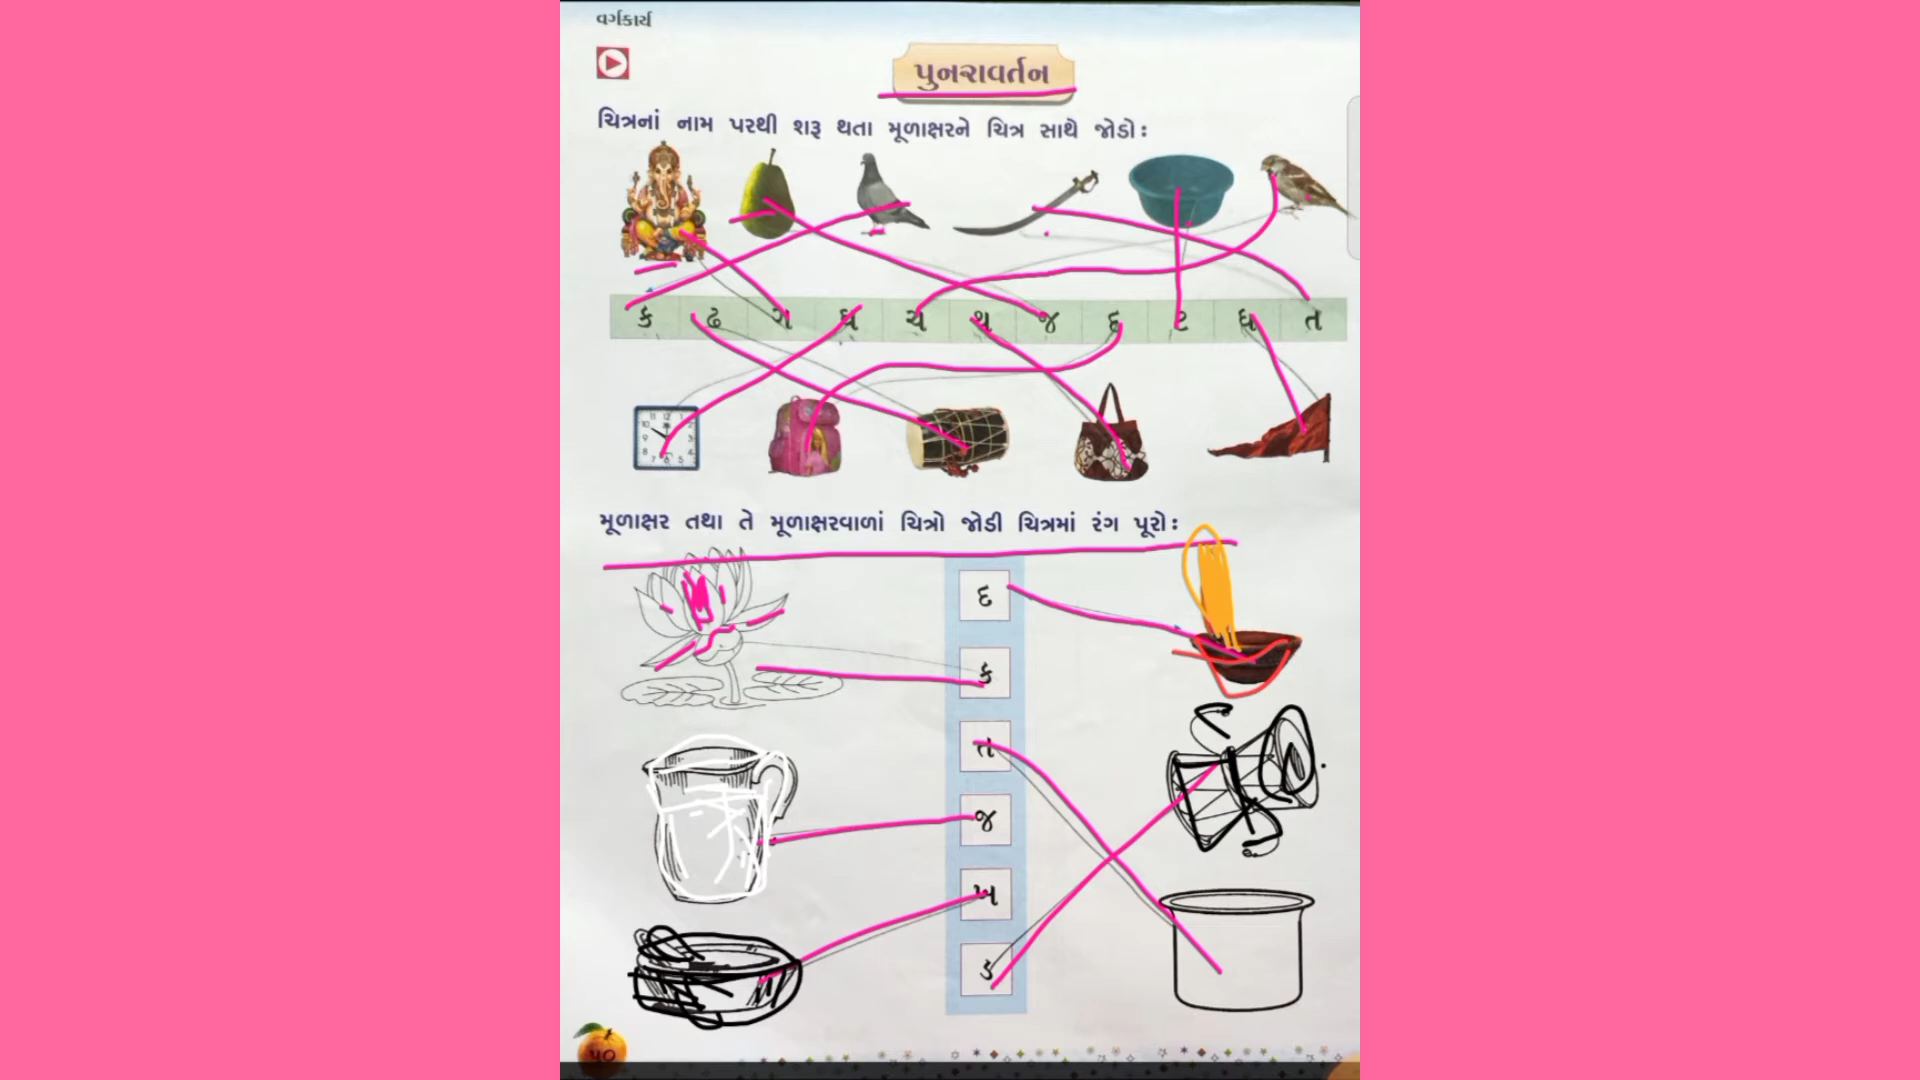 વર્ગકાર્ય
પુનરાવર્તન
ચિત્રનાં નામ પરથી શરૂ થતા મૂળાક્ષરને ચિત્ર સાથે જોડો :
ક ઢ ગ ઘ ચ થ જ દ ટ ધ ત
મૂળાક્ષર તથા તે મૂળાક્ષરવાળાં ચિત્રો જોડી ચિત્રમાં રંગ પૂરો :
દ
ક
ત
જ
ખ
ડ
૫૦